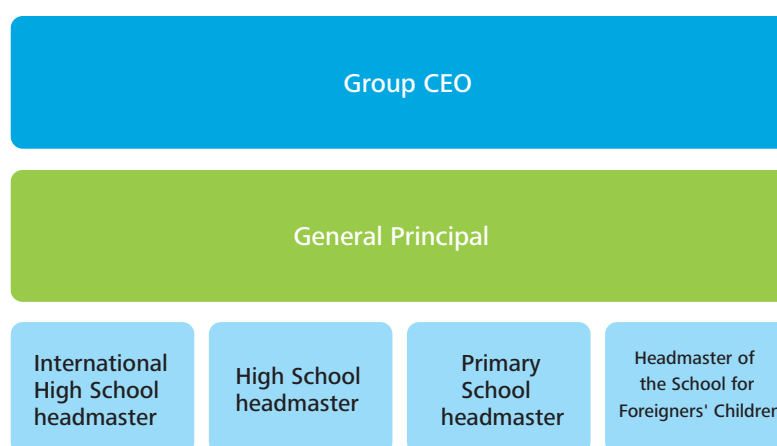 Group CEO
General Principal
International
High School
headmaster
High School
headmaster
Primary
School
headmaster
Headmaster of
the School for
Foreigners' Children